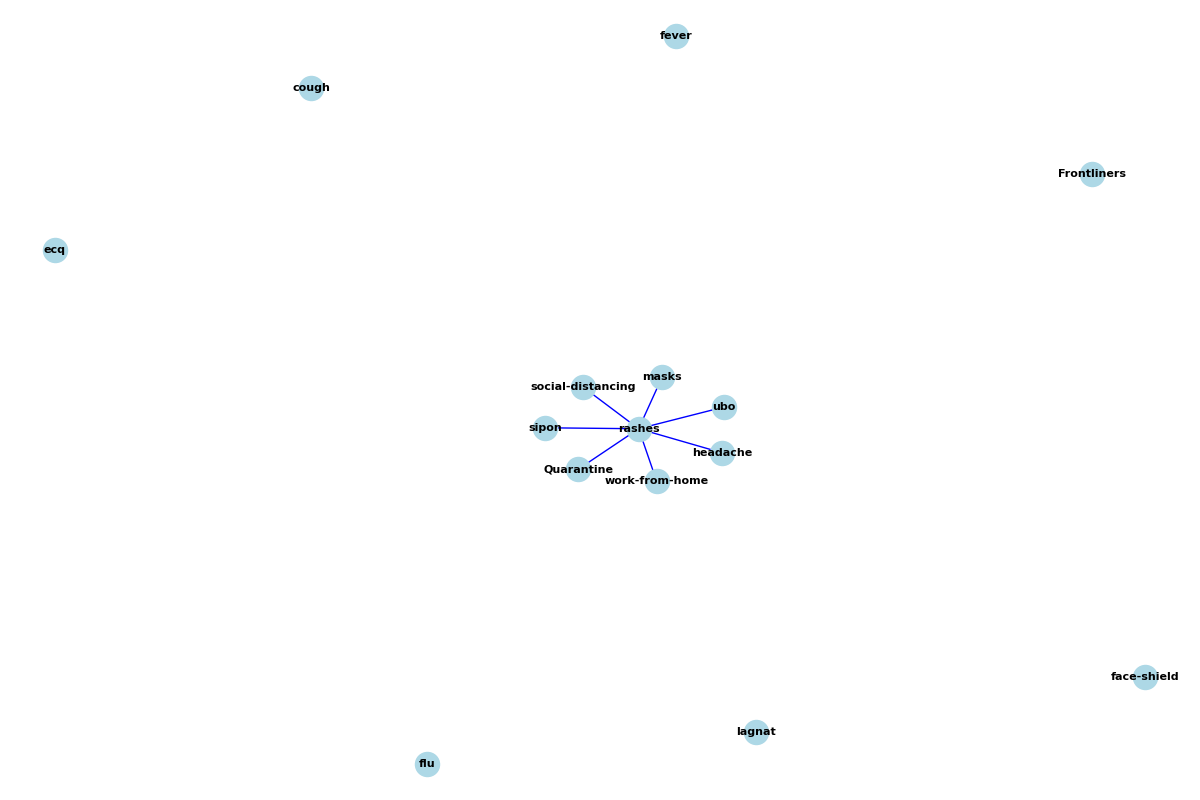 fever
cough
Frontliners
ecq
masks
social-distancing
ubo
sipon
rashes
headache
Quarantine
work-from-home
face-shield
lagnat
flu